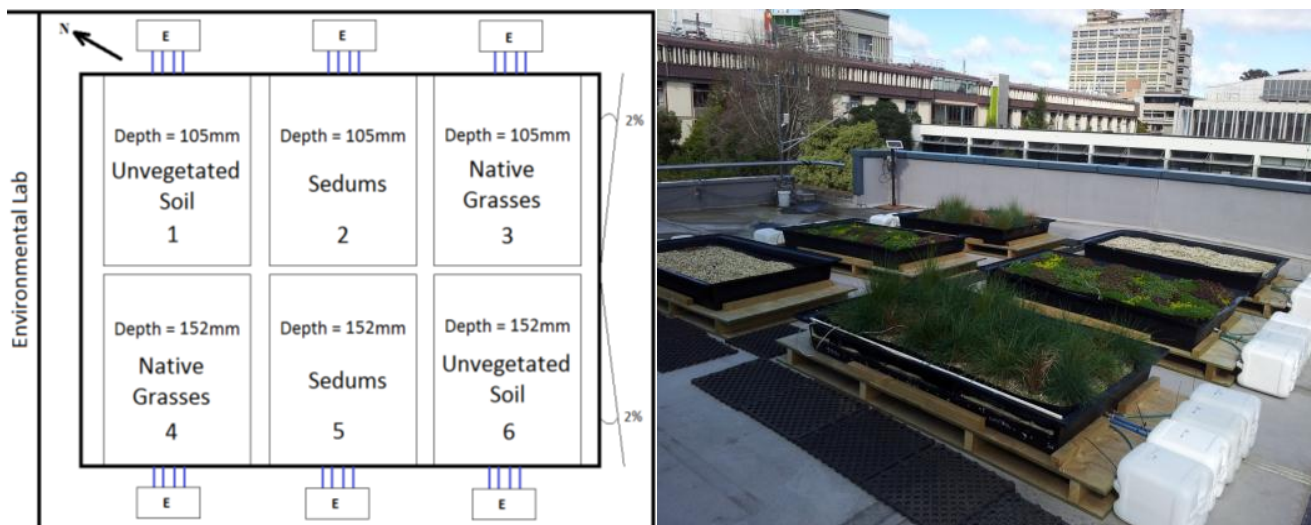 N
E
E
E
2%
Depth = 105mm
Unvegetated
Soil
1
Depth = 105mm
Sedums
2
Depth = 105mm
Native
Grasses
3
Environmental Lab
Depth = 152mm
Native
Grasses
4
Depth = 152mm
Sedums
5
Depth = 152mm
Unvegetated
Soil
6
2%
E
E
E